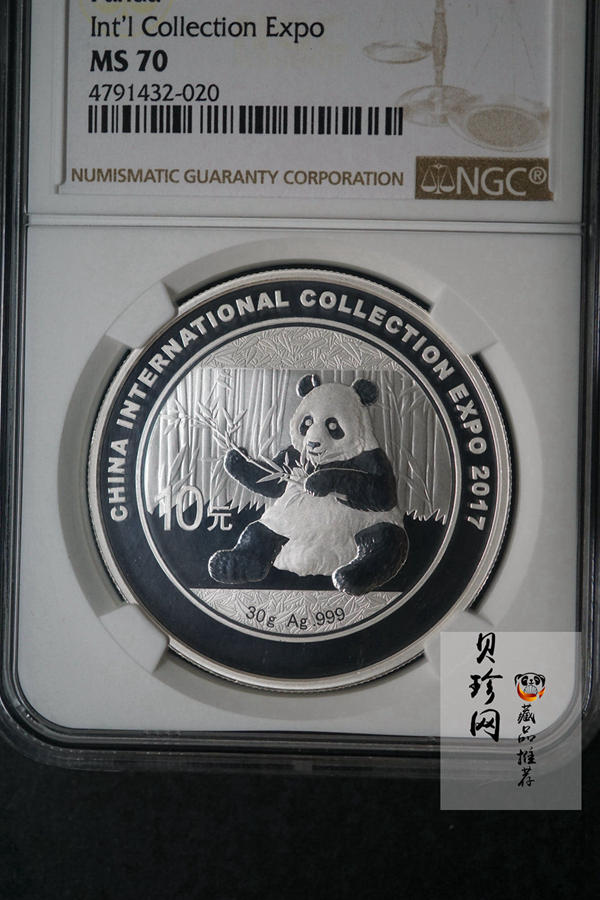 Panda
Int'l Collection Expo
MS 70
4791432-020
NUMISMATIC GUARANTY CORPORATION
NGC®
CHINA INTERNATIONAL COLLECTION EXPO 2017
10元
30g Ag .999
贝珍网
藏品推荐